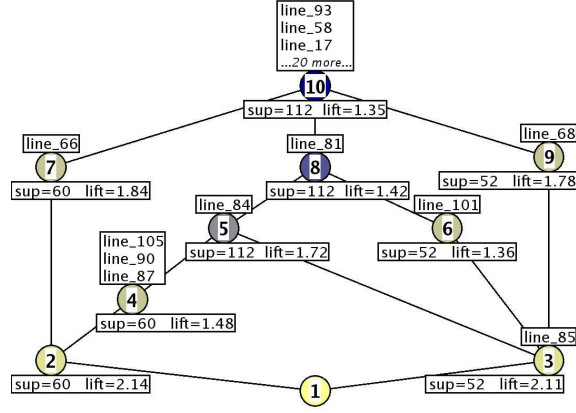 line_93
line_58
line_17
...20 more...
10
sup=112 lift=1.35
line_66
7
sup=60 lift=1.84
line_81
8
sup=112 lift=1.42
line_68
9
sup=52 lift=1.78
line_84
5
sup=112 lift=1.72
line_101
6
sup=52 lift=1.36
line_105
line_90
line_87
4
sup=60 lift=1.48
2
sup=60 lift=2.14
1
line_85
3
sup=52 lift=2.11